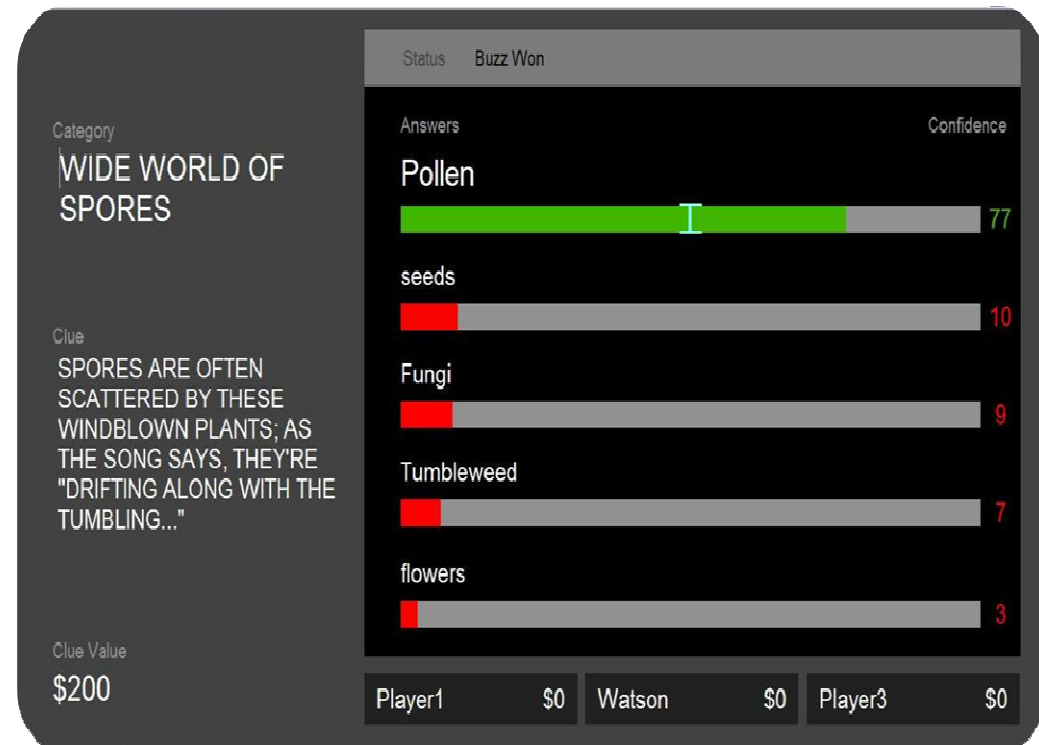 Status Buzz Won
Category
WIDE WORLD OF
SPORES
Clue
SPORES ARE OFTEN
SCATTERED BY THESE
WINDBLOWN PLANTS; AS
THE SONG SAYS, THEY'RE
"DRIFTING ALONG WITH THE
TUMBLING..."
Clue Value
$200
Answers Confidence
Pollen
77
seeds
10
Fungi
9
Tumbleweed
7
flowers
3
Player1 $0 Watson $0 Player3 $0